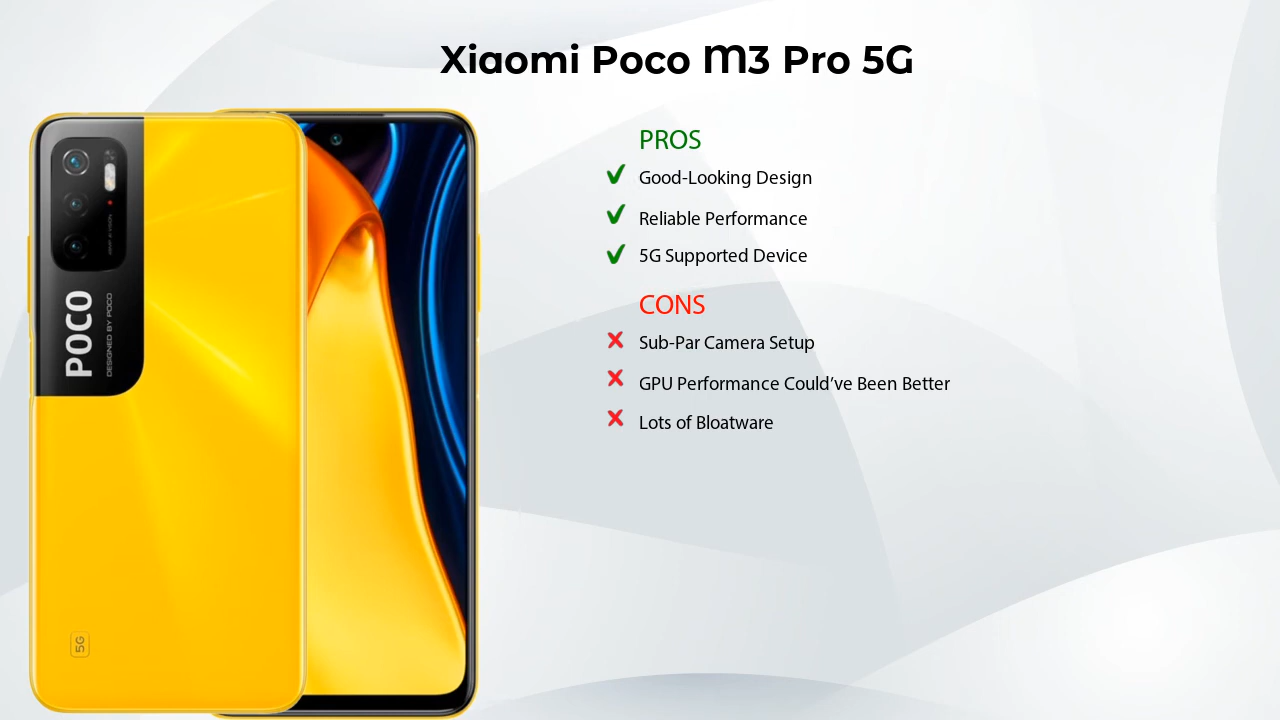 Xiaomi Poco M3 Pro 5G
PROS
Good-Looking Design
Reliable Performance
5G Supported Device
CONS
Sub-Par Camera Setup
GPU Performance Could’ve Been Better
Lots of Bloatware
POCO
DESIGNED BY POCO
5G